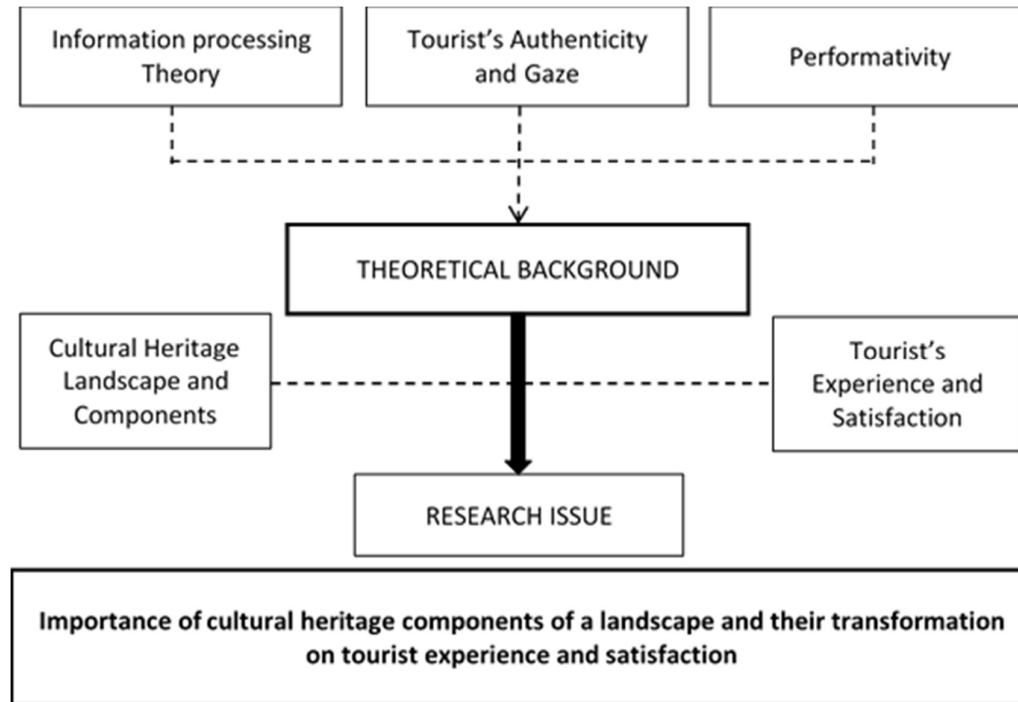 Information processing
Theory
Tourist's Authenticity
and Gaze
Performativity
THEORETICAL BACKGROUND
Cultural Heritage
Landscape and
Components
Tourist's
Experience and
Satisfaction
RESEARCH ISSUE
Importance of cultural heritage components of a landscape and their transformation
on tourist experience and satisfaction